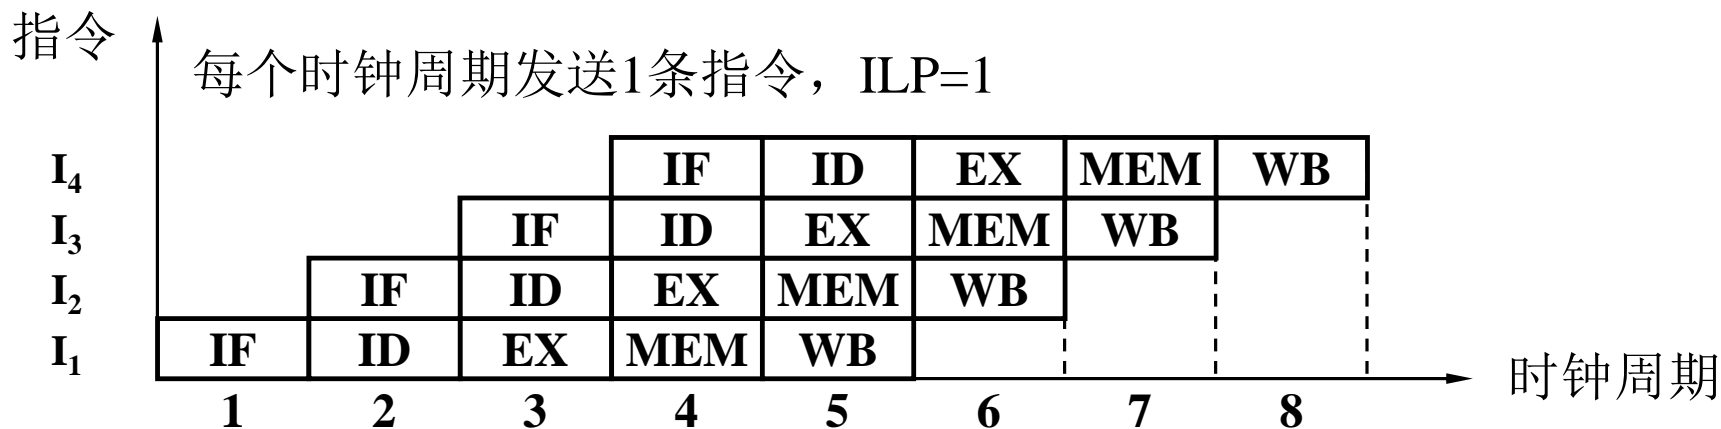 指令
每个时钟周期发送1条指令，ILP=1
I4 IF ID EX MEM WB
I3 IF ID EX MEM WB
I2 IF ID EX MEM WB
I1 IF ID EX MEM WB
时钟周期
1 2 3 4 5 6 7 8